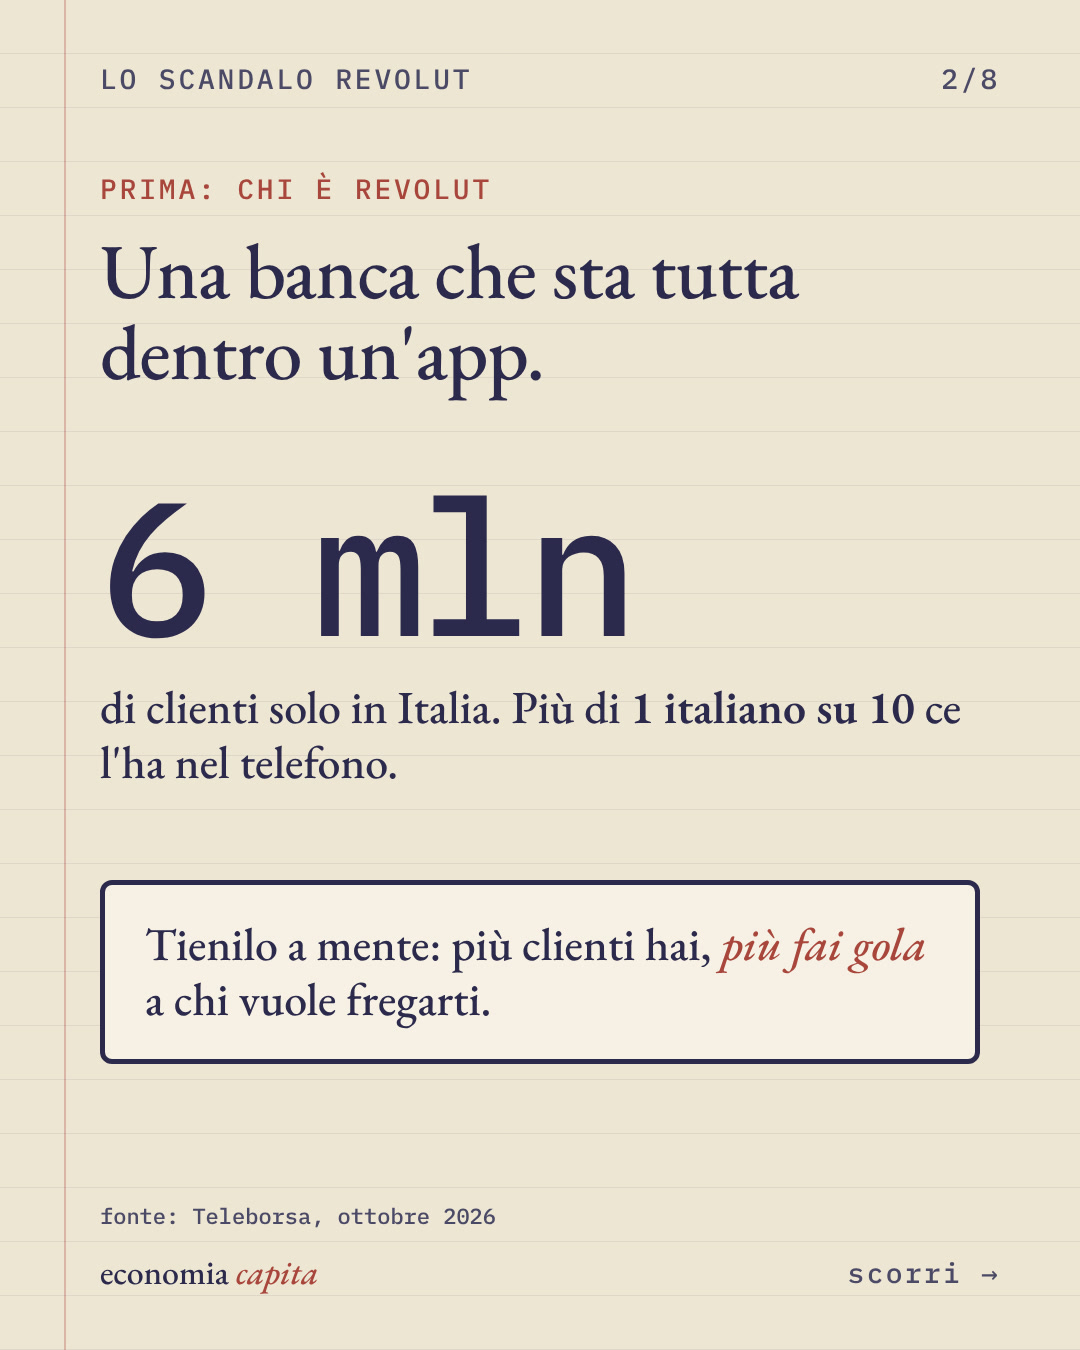 LO SCANDALO REVOLUT 2/8
PRIMA: CHI È REVOLUT
Una banca che sta tutta
dentro un'app.
6 mln
di clienti solo in Italia. Più di 1 italiano su 10 ce
l'ha nel telefono.
Tienilo a mente: più clienti hai, più fai gola
a chi vuole fregarti.
fonte: Teleborsa, ottobre 2026
economia capita scorri →